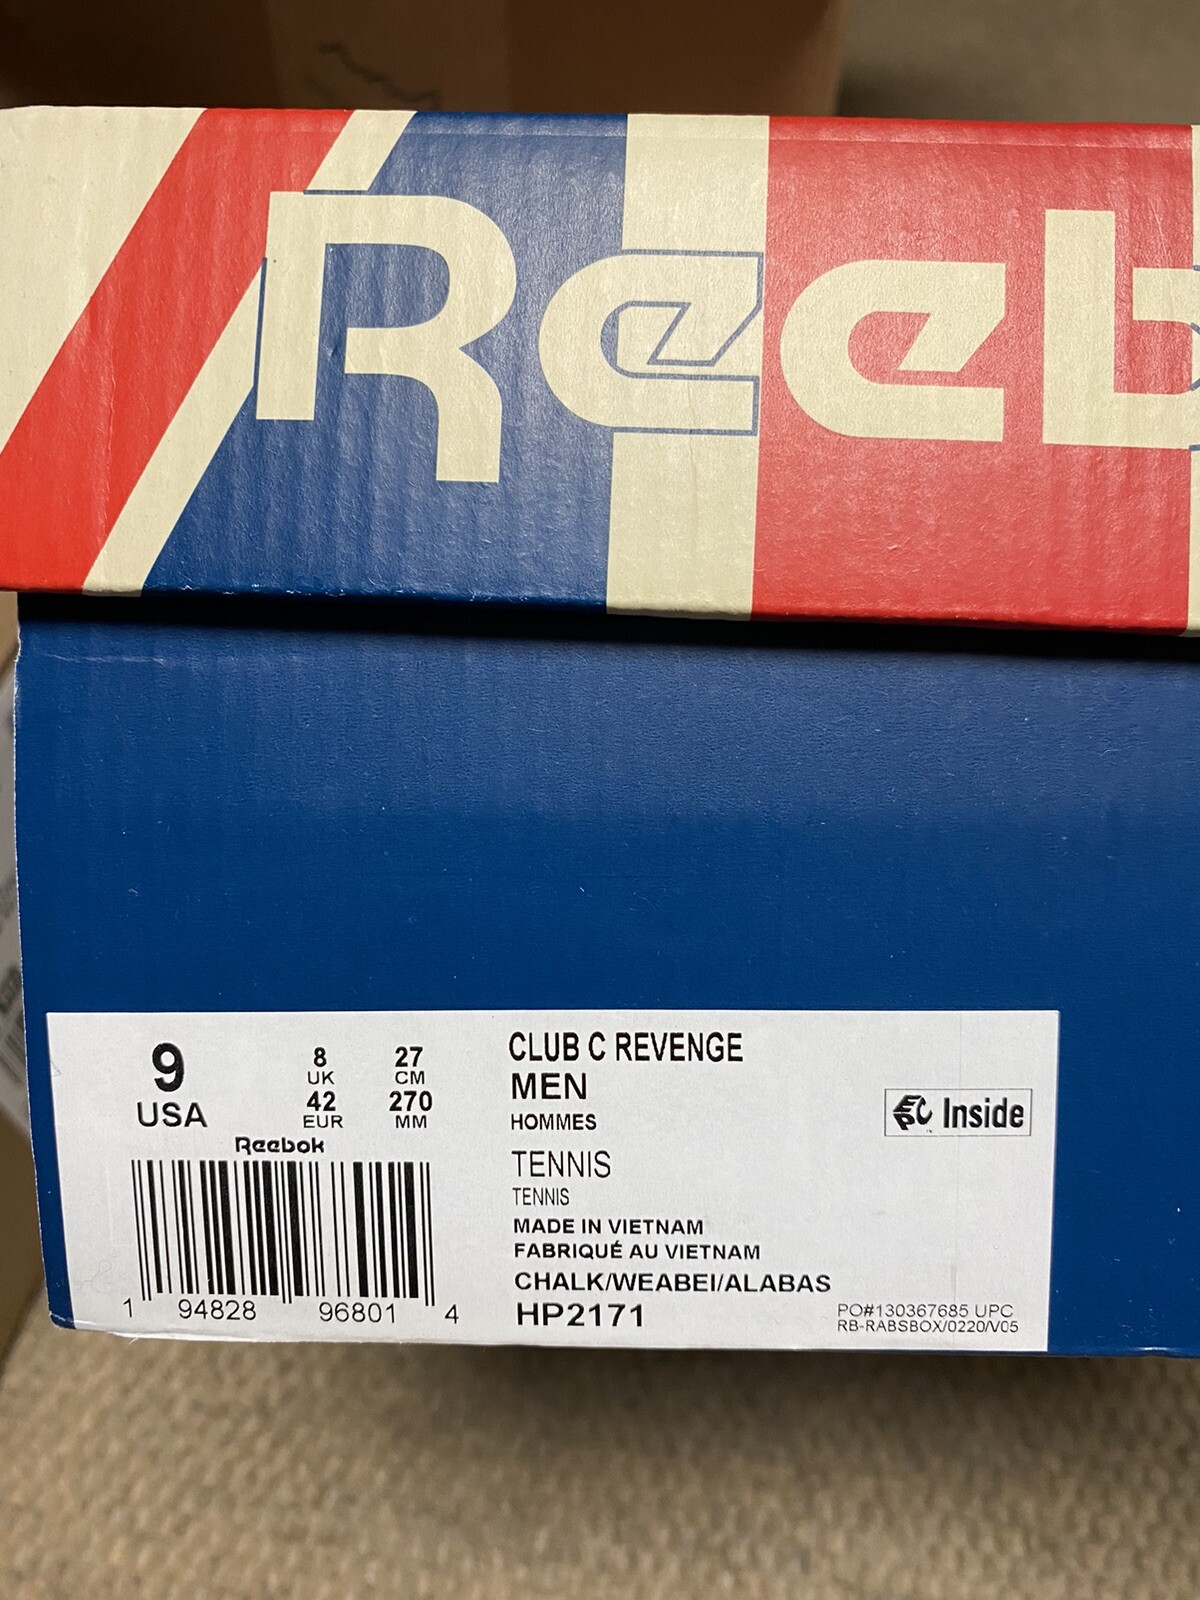 Reeb
9
USA
8
UK
42
EUR
27
CM
270
MM
Reebok
1 94828 96801 4
CLUB C REVENGE
MEN
HOMMES
TENNIS
TENNIS
MADE IN VIETNAM
FABRIQUÉ AU VIETNAM
CHALK/WEABEI/ALABAS
HP2171
Inside
PO#130367685 UPC
RB-RABSBOX/0220/V05